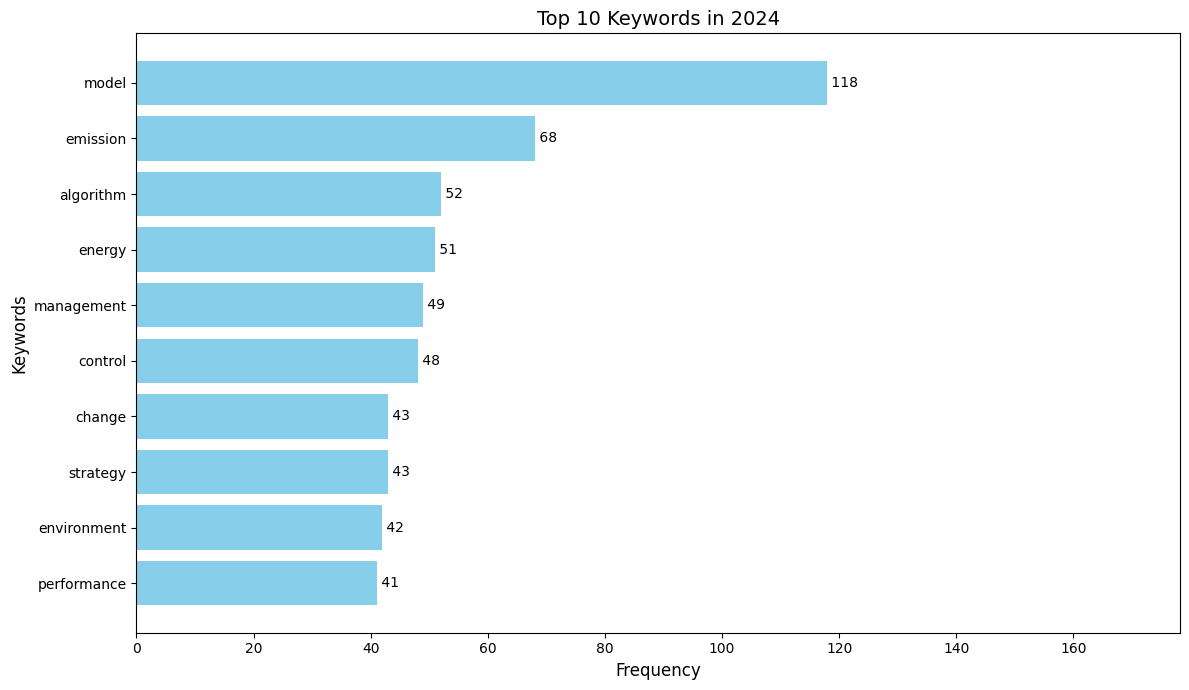 Top 10 Keywords in 2024
Keywords
model 118
emission 68
algorithm 52
energy 51
management 49
control 48
change 43
strategy 43
environment 42
performance 41
0 20 40 60 80 100 120 140 160
Frequency